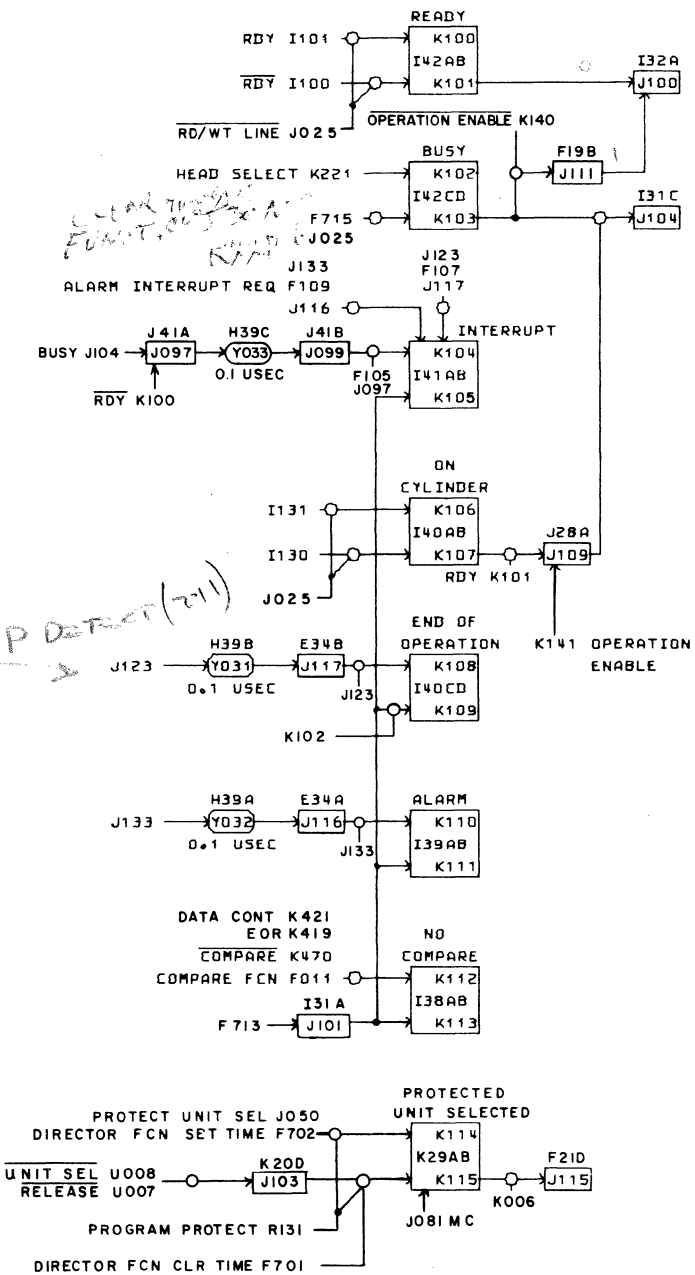 READY
RDY I101
K100
I42AB
I32A
RDY I100
K101
J100
RD/WT LINE J025
OPERATION ENABLE K140
BUSY
F19B
HEAD SELECT K221
K102
J111
I42CD
I31C
F715
K103
J104
J025
J133
J123
ALARM INTERRUPT REQ F109
F107
J116
J117
INTERRUPT
J41A
H39C
J41B
BUSY J104
J097
Y033
J099
K104
0.1 USEC
F105
I41AB
RDY K100
J097
K105
ON
CYLINDER
I131
K106
I40AB
J28A
I130
K107
J109
RDY K101
J025
P DETECT
END OF
OPERATION
K141 OPERATION
ENABLE
H39B
E34B
J123
Y031
J117
K108
0.1 USEC
J123
I40CD
K109
K102
H39A
E34A
ALARM
J133
Y032
J116
K110
0.1 USEC
J133
I39AB
K111
DATA CONT K421
EOR K419
NO
COMPARE K470
COMPARE
COMPARE FCN F011
K112
I31A
I38AB
F713
J101
K113
PROTECTED
UNIT SELECTED
PROTECT UNIT SEL J050
DIRECTOR FCN SET TIME F702
K114
K29AB
UNIT SEL U008
K20D
F21D
RELEASE U007
J103
K115
J115
K006
J081 MC
PROGRAM PROTECT R131
DIRECTOR FCN CLR TIME F701